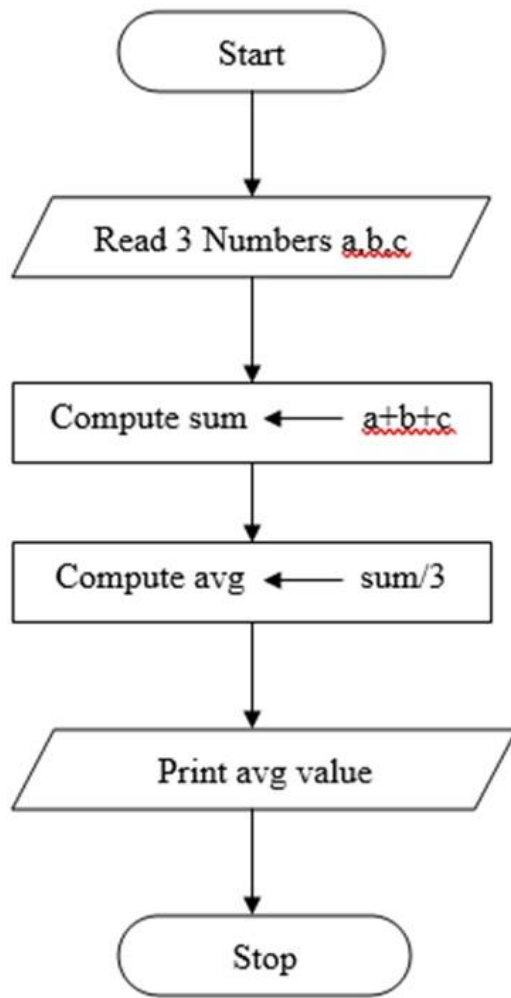 Start
Read 3 Numbers a,b,c
Compute sum ← a+b+c
Compute avg ← sum/3
Print avg value
Stop